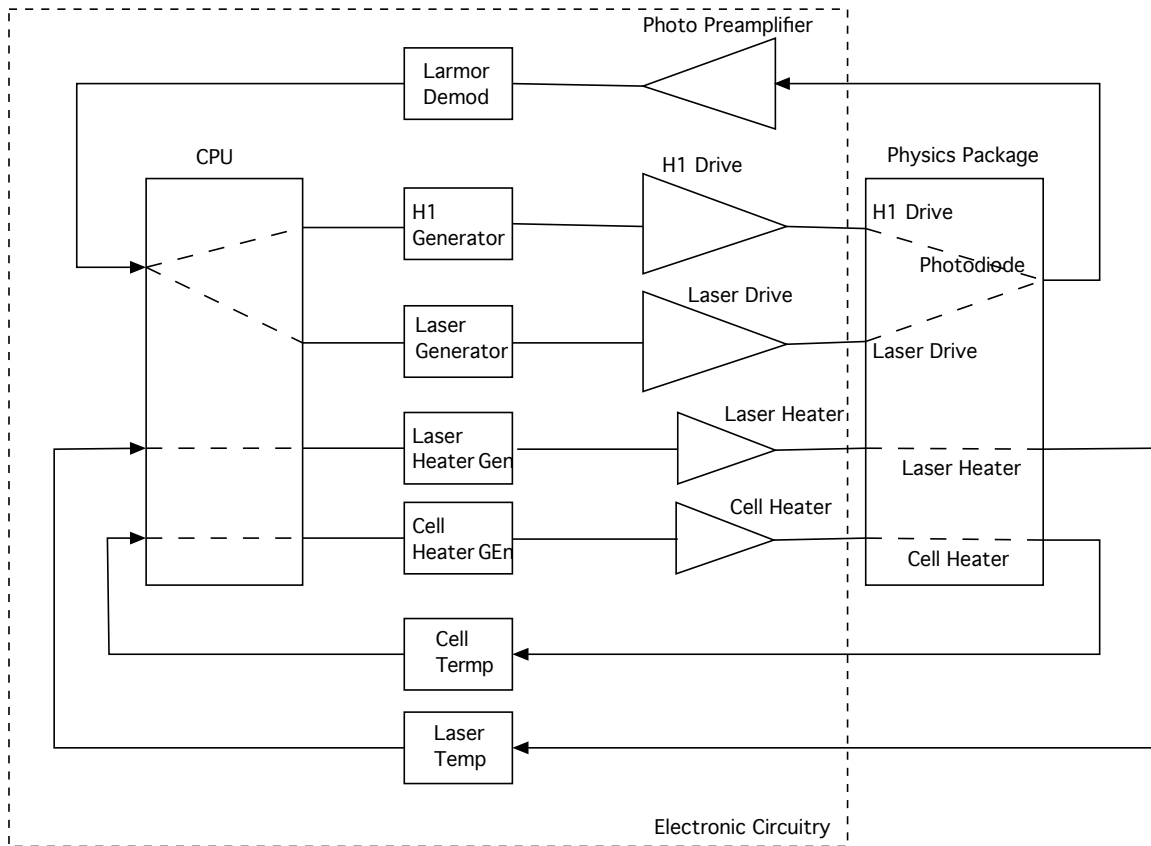 Photo Preamplifier
Larmor
Demod
CPU
H1 Drive
Physics Package
H1
Generator
H1 Drive
Photodiode
Laser Drive
Laser
Generator
Laser Drive
Laser Heater
Laser
Heater Gen
Laser Heater
Cell Heater
Cell
Heater GEn
Cell Heater
Cell
Termp
Laser
Temp
Electronic Circuitry